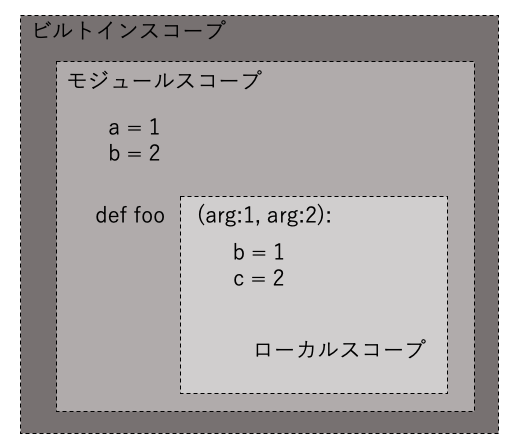 ビルトインスコープ
モジュールスコープ
a = 1
b = 2
def foo (arg:1, arg:2):
b = 1
c = 2
ローカルスコープ